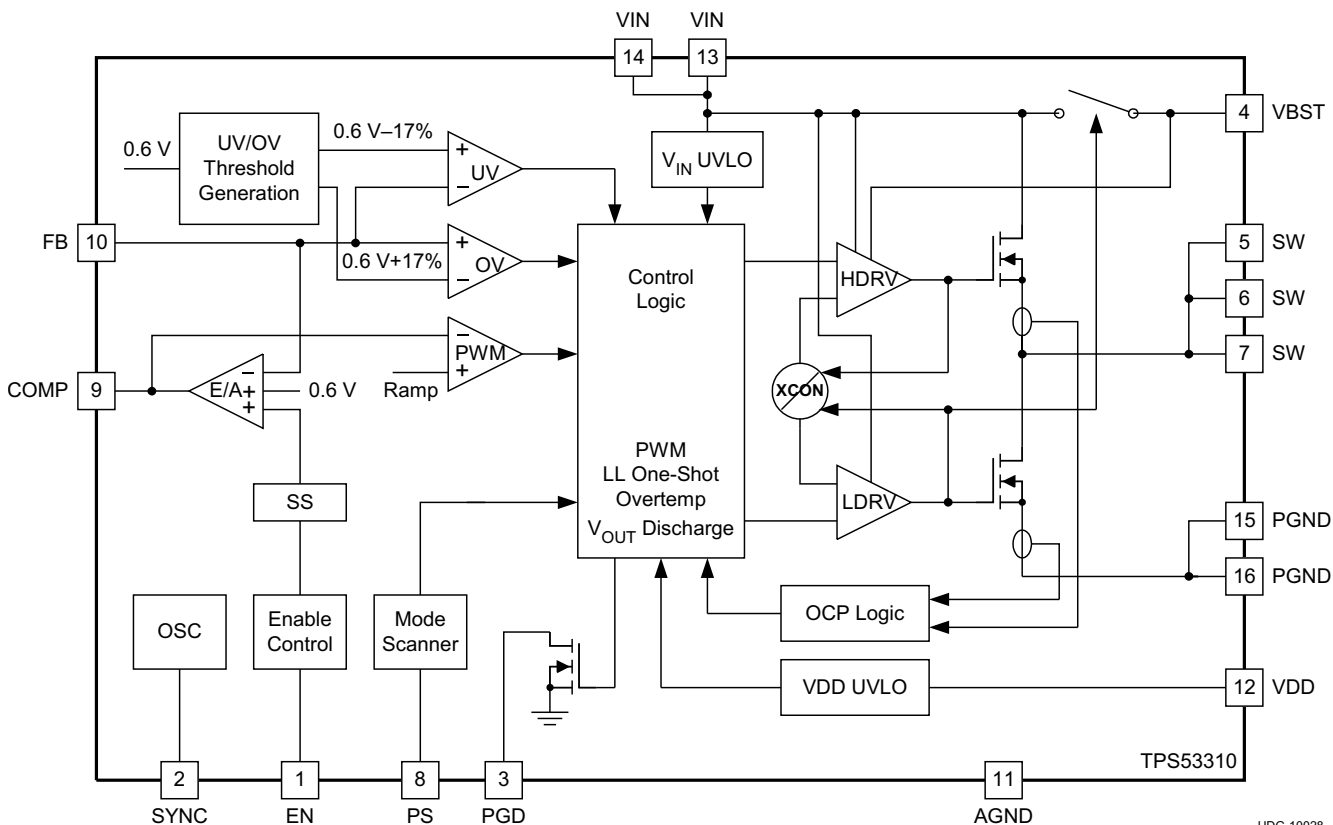 VIN
VIN
14
13
UV/OV
Threshold
Generation
0.6 V
0.6 V–17%
+
UV
–
V_IN UVLO
4
VBST
FB
10
0.6 V+17%
+
OV
–
Control
Logic
HDRV
5
SW
6
SW
7
SW
COMP
9
E/A
–
+
+
0.6 V
–
PWM
+
Ramp
XCON
PWM
LL One-Shot
Overtemp
V_OUT Discharge
LDRV
SS
15
PGND
16
PGND
OSC
Enable
Control
Mode
Scanner
OCP Logic
VDD UVLO
12
VDD
TPS53310
2
1
8
3
11
SYNC
EN
PS
PGD
AGND